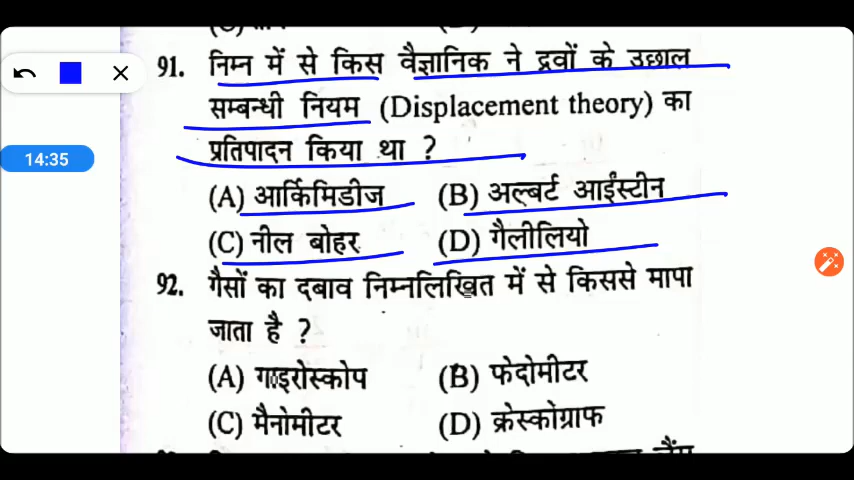 91. निम्न में से किस वैज्ञानिक ने द्रवों के उछाल
सम्बन्धी नियम (Displacement theory) का
प्रतिपादन किया था ?
(A) आर्किमिडीज (B) अल्बर्ट आईंस्टीन
(C) नील बोहर (D) गैलीलियो
14:35
92. गैसों का दबाव निम्नलिखित में से किससे मापा
जाता है ?
(A) गाइरोस्कोप (B) फेदोमीटर
(C) मैनोमीटर (D) क्रेस्कोग्राफ